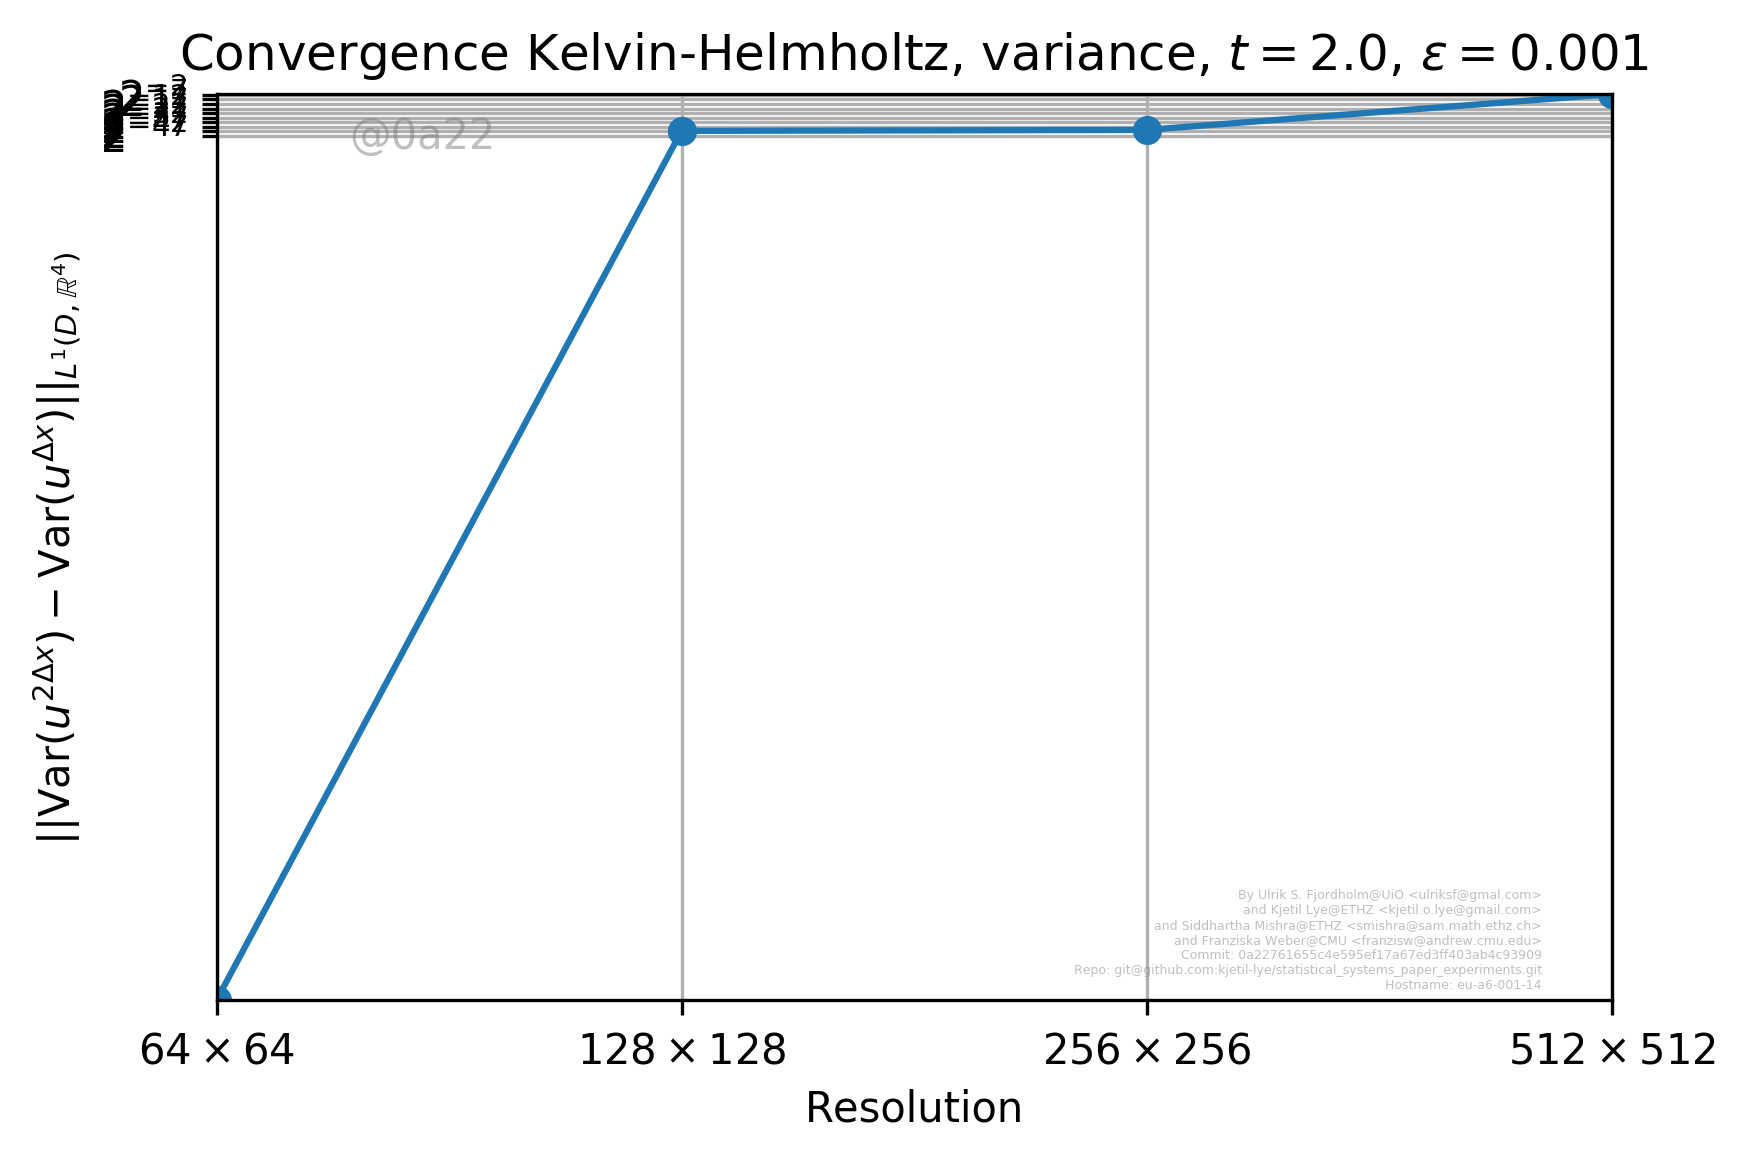 Convergence Kelvin-Helmholtz, variance, t = 2.0, ε = 0.001
@0a22
||Var(u^{2Δx}) − Var(u^{Δx})||_{L^1(D, ℝ^4)}
By Ulrik S. Fjordholm@UiO <ulriksf@gmal.com>
and Kjetil Lye@ETHZ <kjetil.o.lye@gmail.com>
and Siddhartha Mishra@ETHZ <smishra@sam.math.ethz.ch>
and Franziska Weber@CMU <franzisw@andrew.cmu.edu>
Commit: 0a22761655c4e595ef17a67ed3ff403ab4c93909
Repo: git@github.com:kjetil-lye/statistical_systems_paper_experiments.git
Hostname: eu-a6-001-14
64 × 64
128 × 128
256 × 256
512 × 512
Resolution